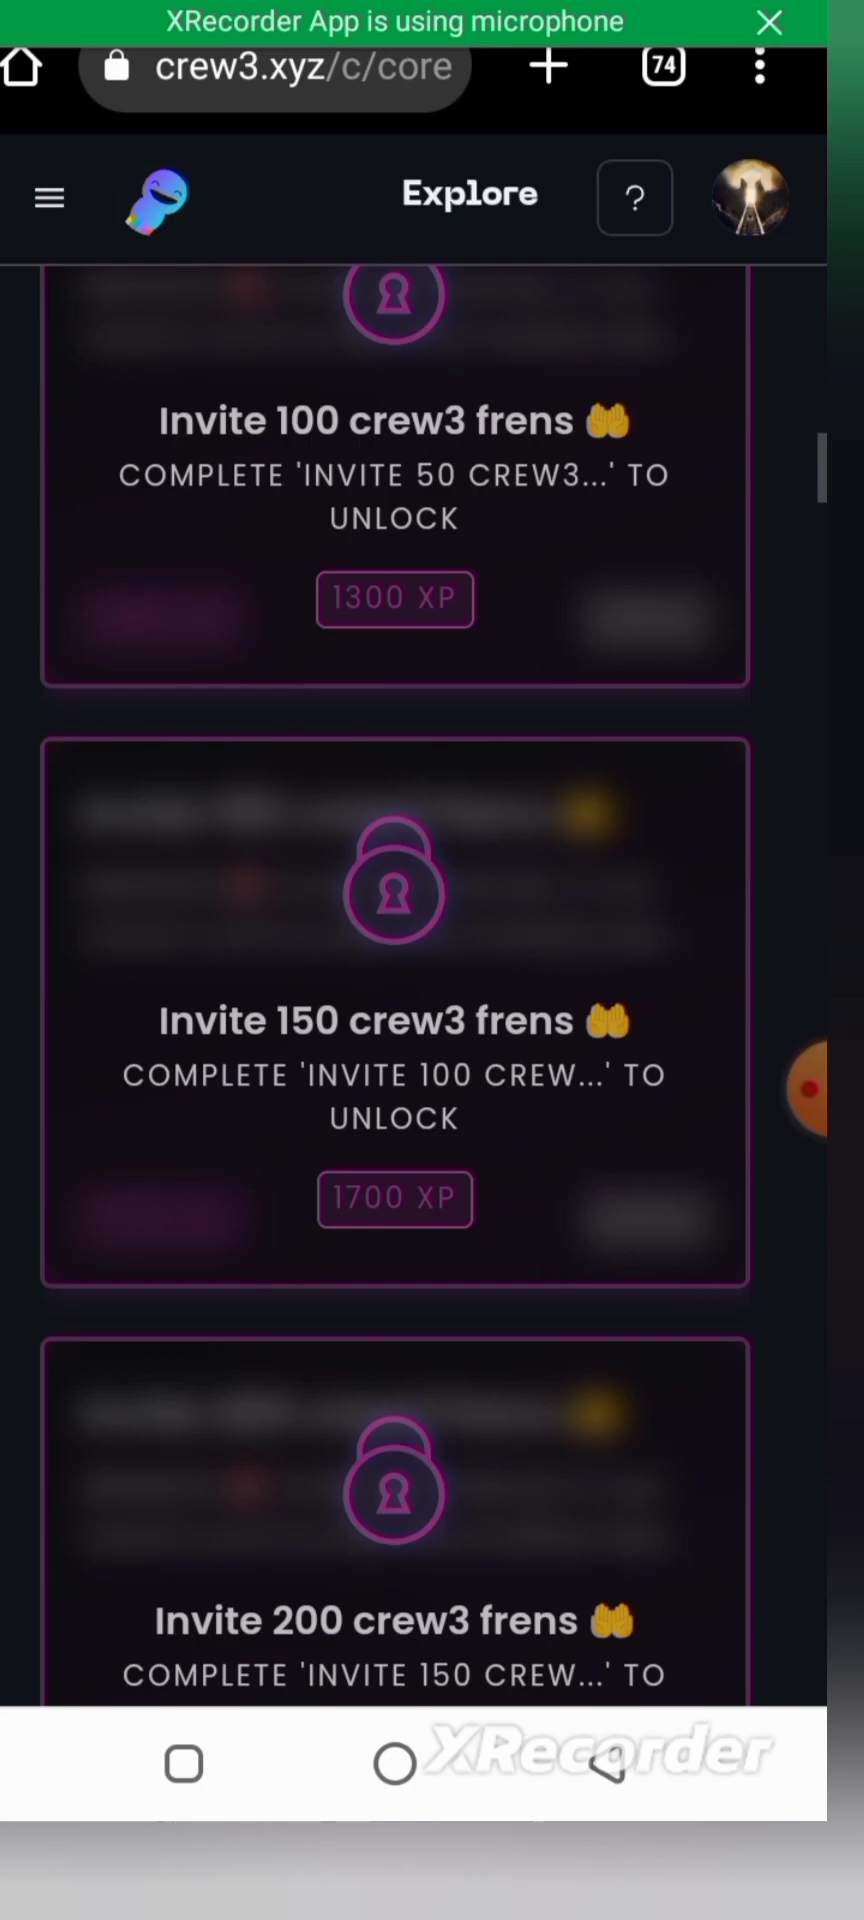 XRecorder App is using microphone
crew3.xyz/c/core
74
Explore
?
Invite 100 crew3 frens 🤲
COMPLETE 'INVITE 50 CREW3...' TO
UNLOCK
1300 XP
Invite 150 crew3 frens 🤲
COMPLETE 'INVITE 100 CREW...' TO
UNLOCK
1700 XP
Invite 200 crew3 frens 🤲
COMPLETE 'INVITE 150 CREW...' TO
XRecorder